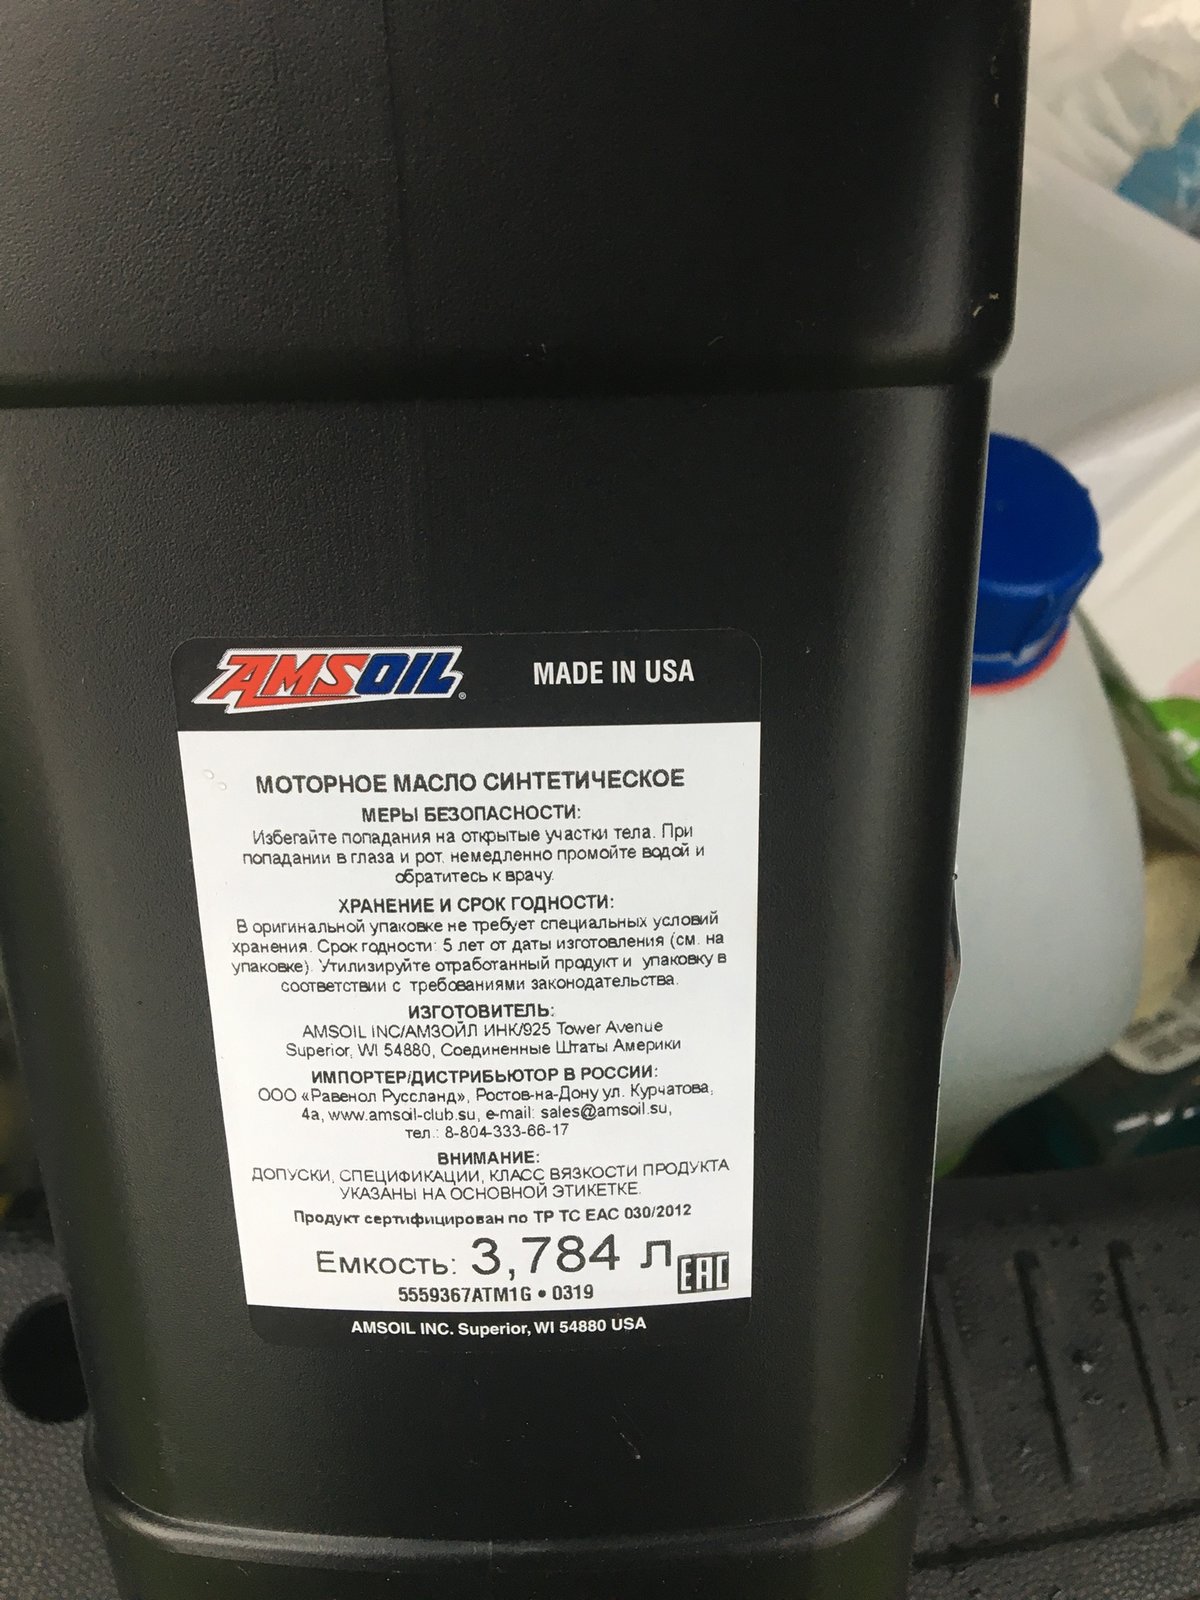 AMSOIL®
MADE IN USA
МОТОРНОЕ МАСЛО СИНТЕТИЧЕСКОЕ
МЕРЫ БЕЗОПАСНОСТИ:
Избегайте попадания на открытые участки тела. При
попадании в глаза и рот, немедленно промойте водой и
обратитесь к врачу.
ХРАНЕНИЕ И СРОК ГОДНОСТИ:
В оригинальной упаковке не требует специальных условий
хранения. Срок годности: 5 лет от даты изготовления (см. на
упаковке). Утилизируйте отработанный продукт и упаковку в
соответствии с требованиями законодательства.
ИЗГОТОВИТЕЛЬ:
AMSOIL INC/АМЗОЙЛ ИНК/925 Tower Avenue
Superior, WI 54880, Соединенные Штаты Америки
ИМПОРТЕР/ДИСТРИБЬЮТОР В РОССИИ:
ООО «Равенол Руссланд», Ростов-на-Дону ул. Курчатова,
4а, www.amsoil-club.su, e-mail: sales@amsoil.su,
тел.: 8-804-333-66-17
ВНИМАНИЕ:
ДОПУСКИ, СПЕЦИФИКАЦИИ, КЛАСС ВЯЗКОСТИ ПРОДУКТА
УКАЗАНЫ НА ОСНОВНОЙ ЭТИКЕТКЕ.
Продукт сертифицирован по ТР ТС ЕАС 030/2012
Емкость: 3,784 л
EAC
5559367ATM1G • 0319
AMSOIL INC. Superior, WI 54880 USA